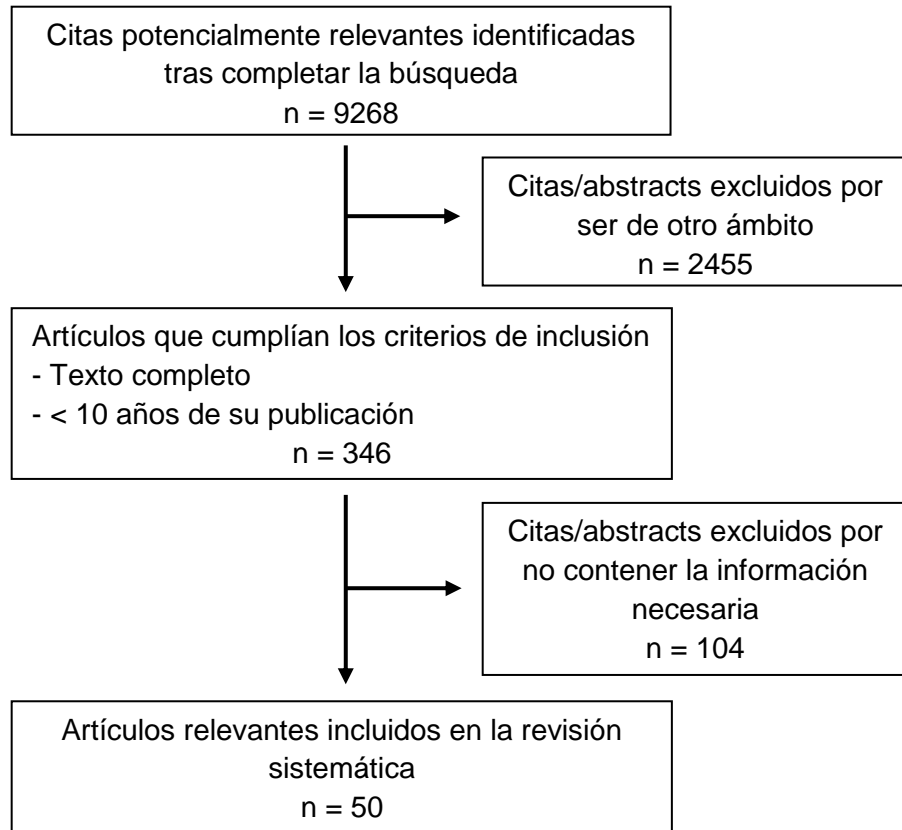 Citas potencialmente relevantes identificadas
tras completar la búsqueda
n = 9268
Citas/abstracts excluidos por
ser de otro ámbito
n = 2455
Artículos que cumplían los criterios de inclusión
- Texto completo
- < 10 años de su publicación
n = 346
Citas/abstracts excluidos por
no contener la información
necesaria
n = 104
Artículos relevantes incluidos en la revisión
sistemática
n = 50